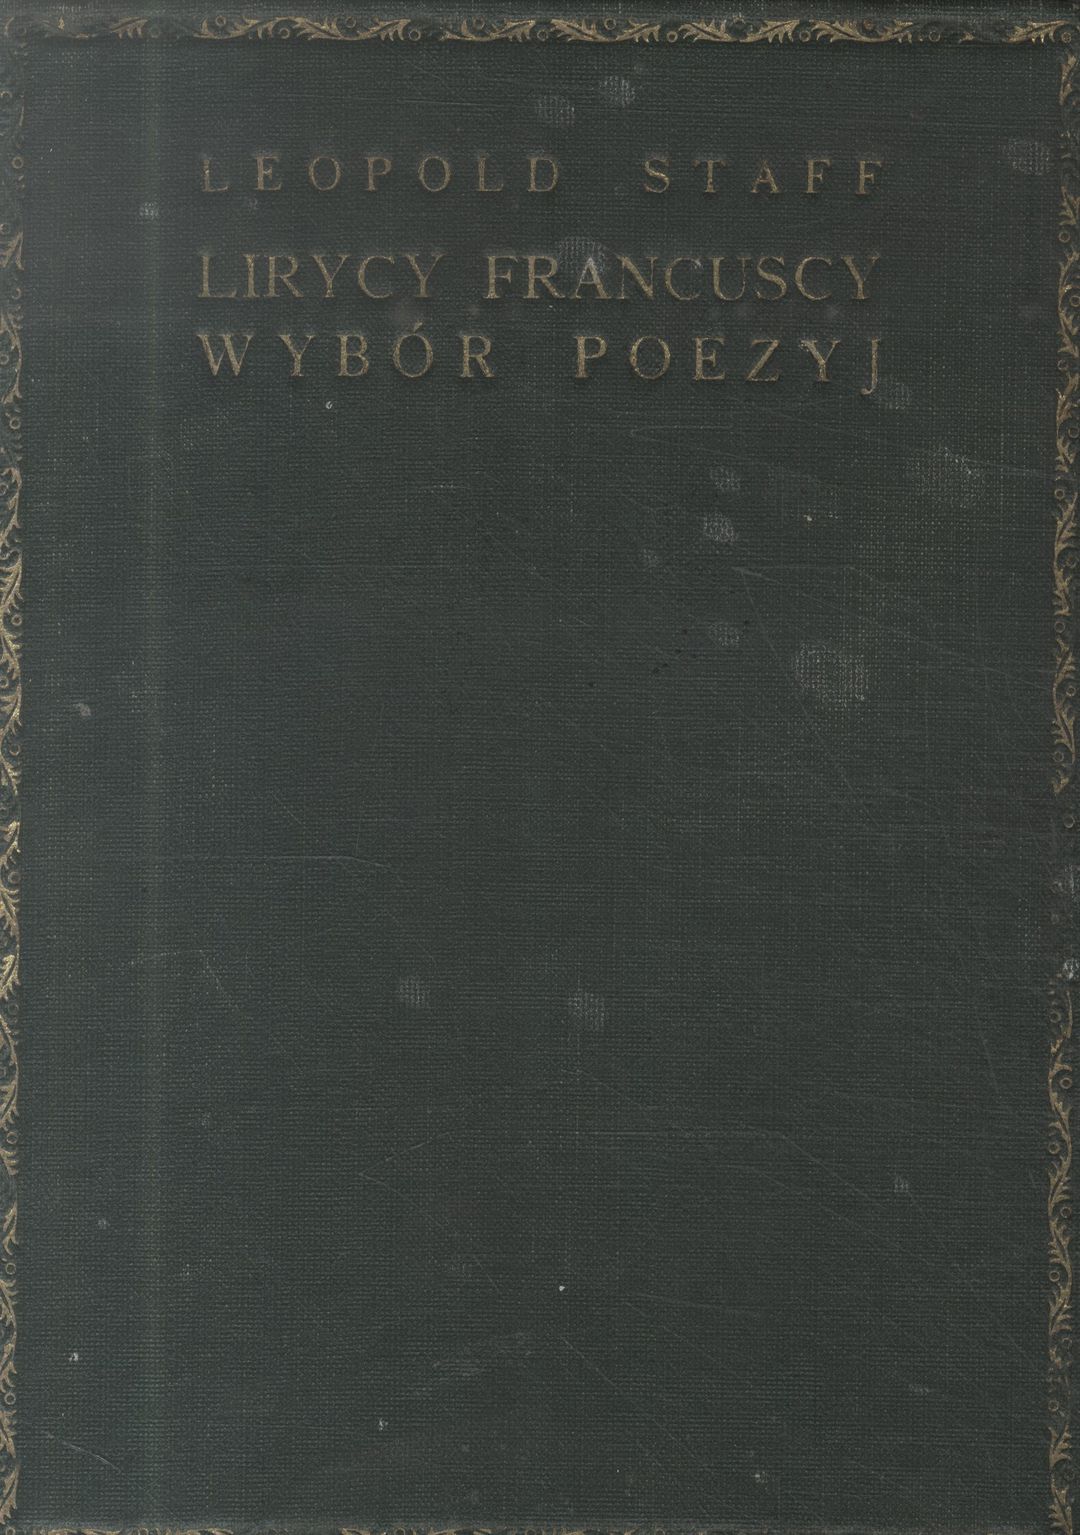 LEOPOLD STAFF
LIRYCY FRANCUSCY
WYBÓR POEZYJ